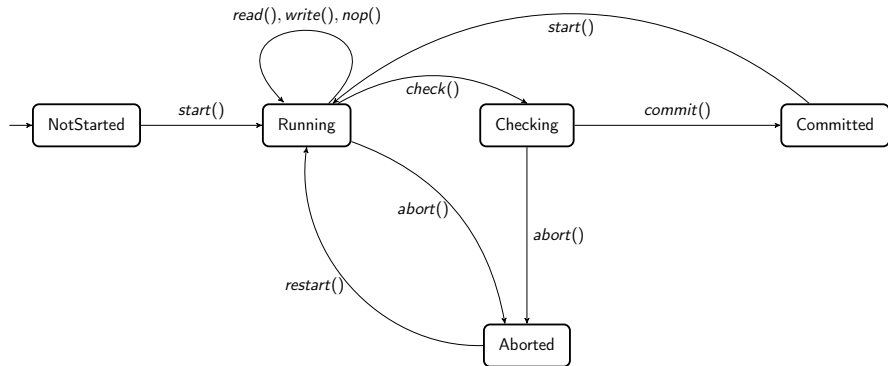 read(), write(), nop()
start()
check()
start()
commit()
NotStarted
Running
Checking
Committed
abort()
abort()
restart()
Aborted